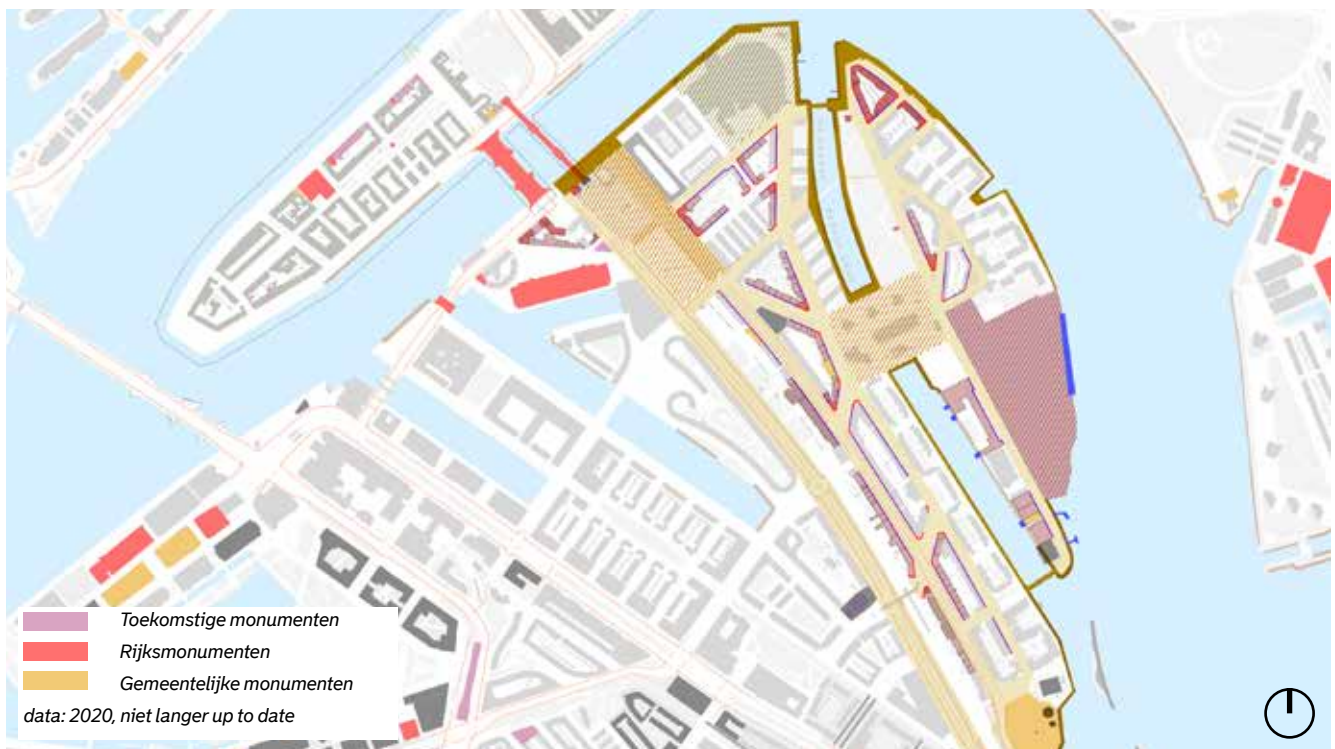 Toekomstige monumenten
Rijksmonumenten
Gemeentelijke monumenten
data: 2020, niet langer up to date